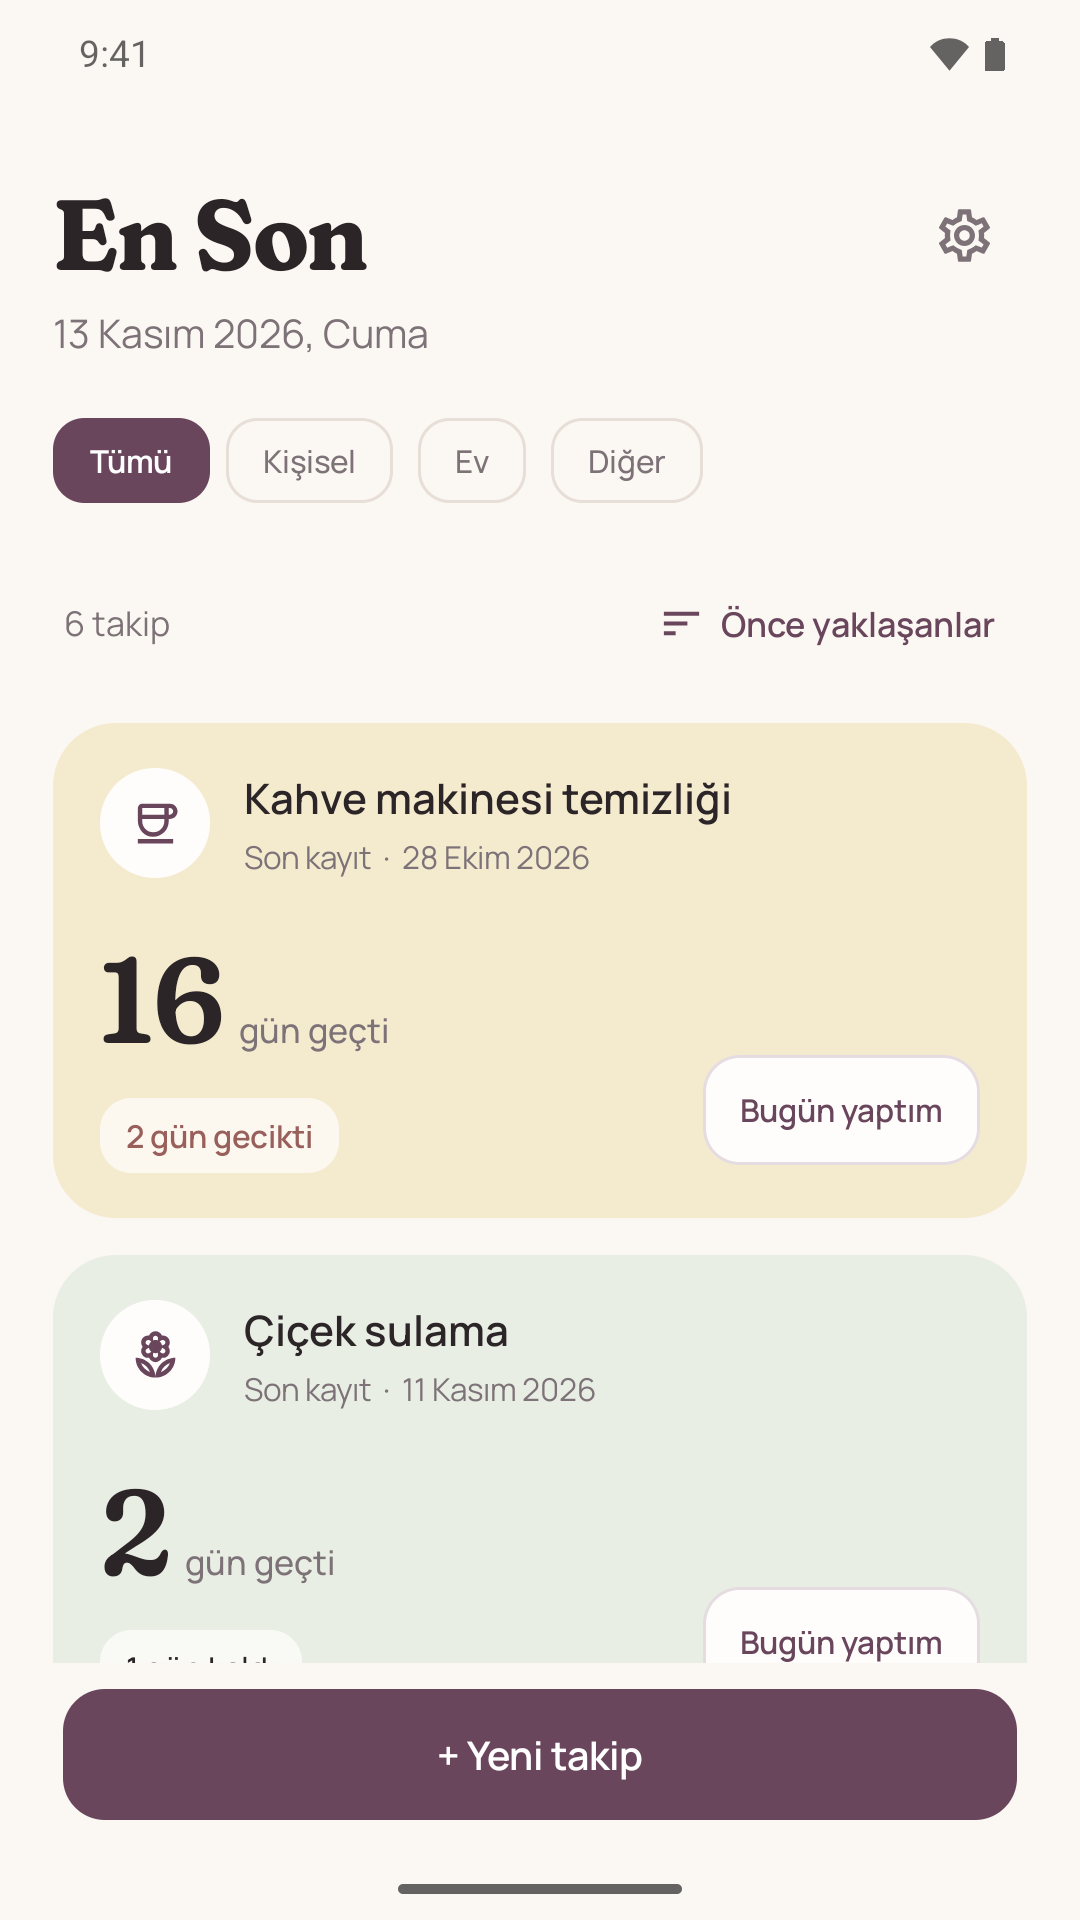 9:41
En Son
13 Kasım 2026, Cuma
Tümü Kişisel Ev Diğer
6 takip Önce yaklaşanlar
Kahve makinesi temizliği
Son kayıt · 28 Ekim 2026
16 gün geçti
2 gün gecikti
Bugün yaptım
Çiçek sulama
Son kayıt · 11 Kasım 2026
2 gün geçti
Bugün yaptım
+ Yeni takip